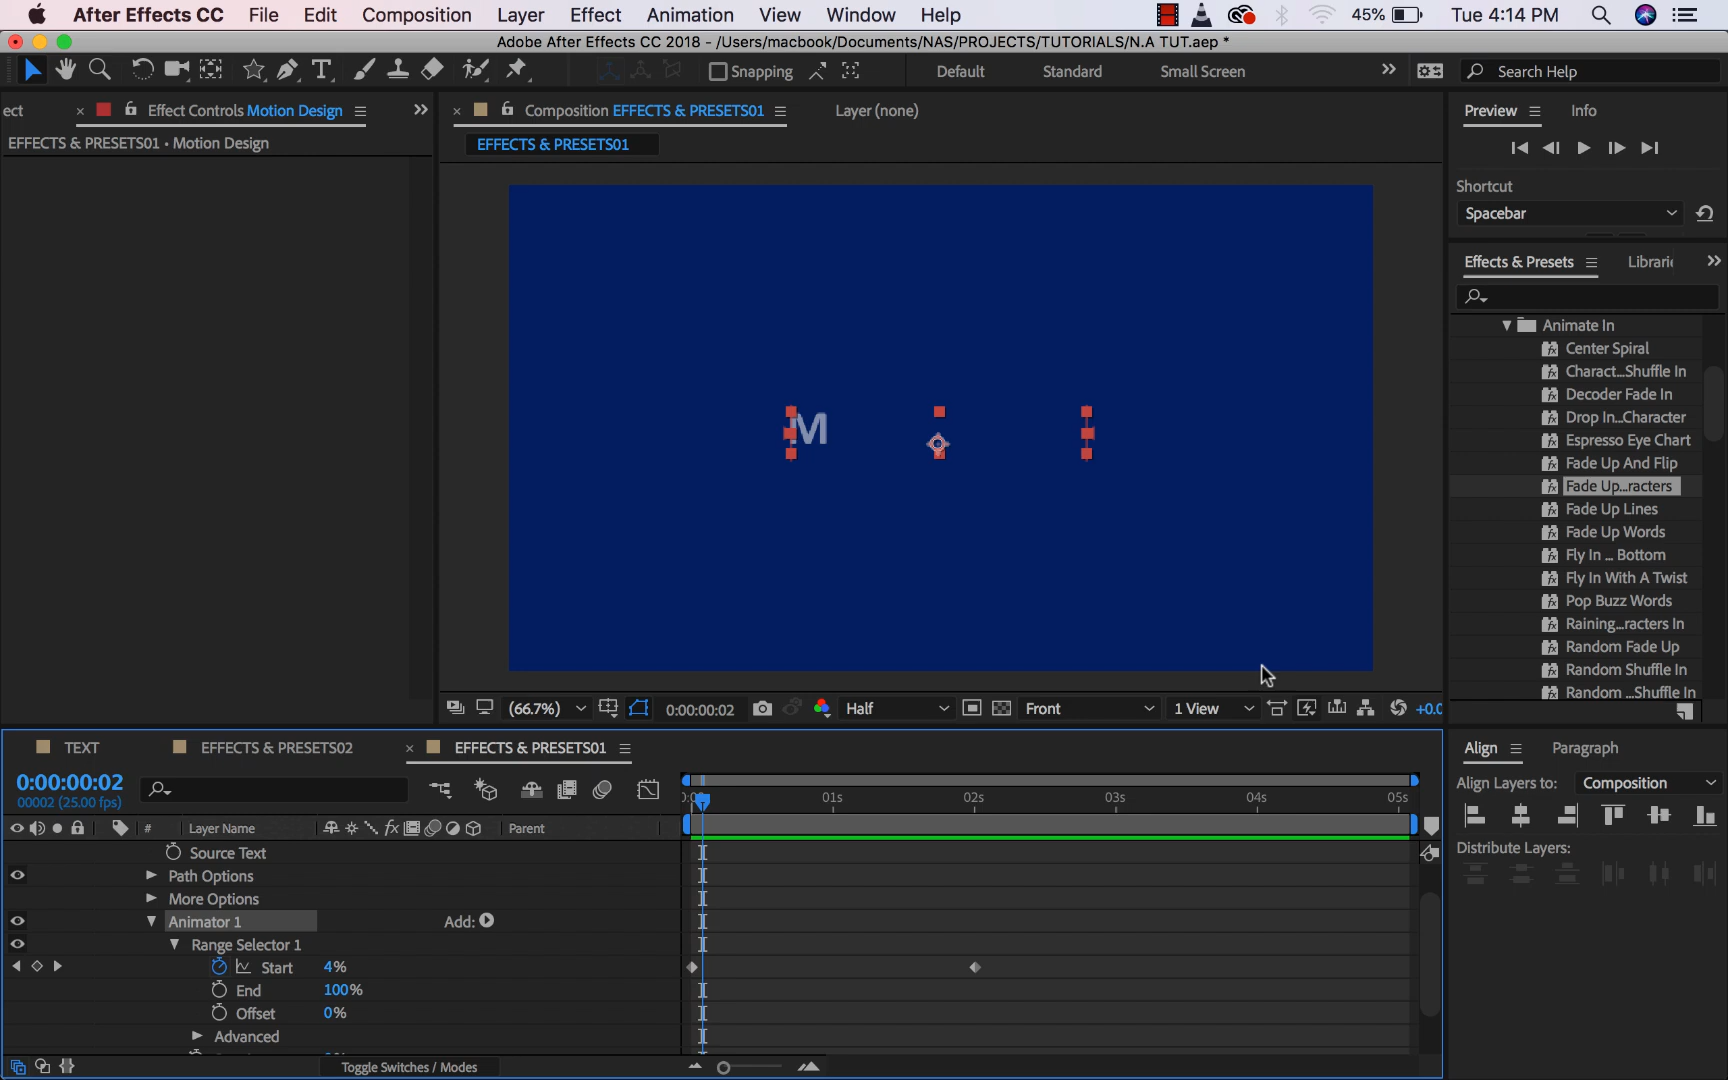 After Effects CC File Edit Composition Layer Effect Animation View Window Help 45% Tue 4:14 PM
Adobe After Effects CC 2018 - /Users/macbook/Documents/NAS/PROJECTS/TUTORIALS/N.A TUT.aep *
Snapping Default Standard Small Screen Search Help
ect Effect Controls Motion Design Composition EFFECTS & PRESETS01 Layer (none) Preview Info
EFFECTS & PRESETS01 • Motion Design
EFFECTS & PRESETS01
Shortcut
Spacebar
Effects & Presets Librari
Animate In
Center Spiral
Charact...Shuffle In
Decoder Fade In
Drop In...Character
Espresso Eye Chart
Fade Up And Flip
Fade Up...racters
Fade Up Lines
Fade Up Words
Fly In ... Bottom
Fly In With A Twist
Pop Buzz Words
Raining...racters In
Random Fade Up
Random Shuffle In
Random ...Shuffle In
M
(66.7%) 0:00:00:02 Half Front 1 View +0.0
TEXT EFFECTS & PRESETS02 EFFECTS & PRESETS01
0:00:00:02
00002 (25.00 fps)
# Layer Name fx Parent
01s 02s 03s 04s 05s
Source Text
Path Options
More Options
Animator 1 Add:
Range Selector 1
Start 4%
End 100%
Offset 0%
Advanced
Toggle Switches / Modes
Align Paragraph
Align Layers to: Composition
Distribute Layers: